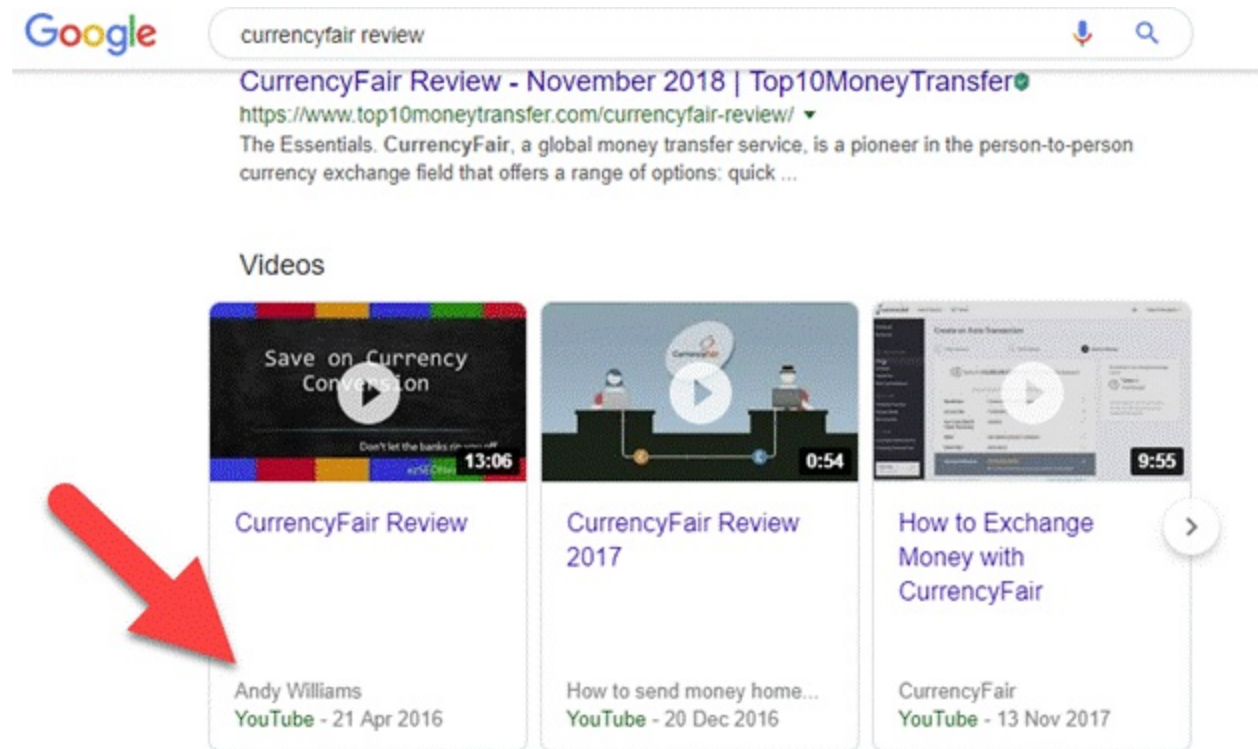 Google
currencyfair review
CurrencyFair Review - November 2018 | Top10MoneyTransfer
https://www.top10moneytransfer.com/currencyfair-review/
The Essentials. CurrencyFair, a global money transfer service, is a pioneer in the person-to-person
currency exchange field that offers a range of options: quick ...
Videos
Save on Currency
Conversion
Don't let the banks rip you off
13:06
CurrencyFair
0:54
9:55
CurrencyFair Review
CurrencyFair Review
2017
How to Exchange
Money with
CurrencyFair
Andy Williams
YouTube - 21 Apr 2016
How to send money home...
YouTube - 20 Dec 2016
CurrencyFair
YouTube - 13 Nov 2017